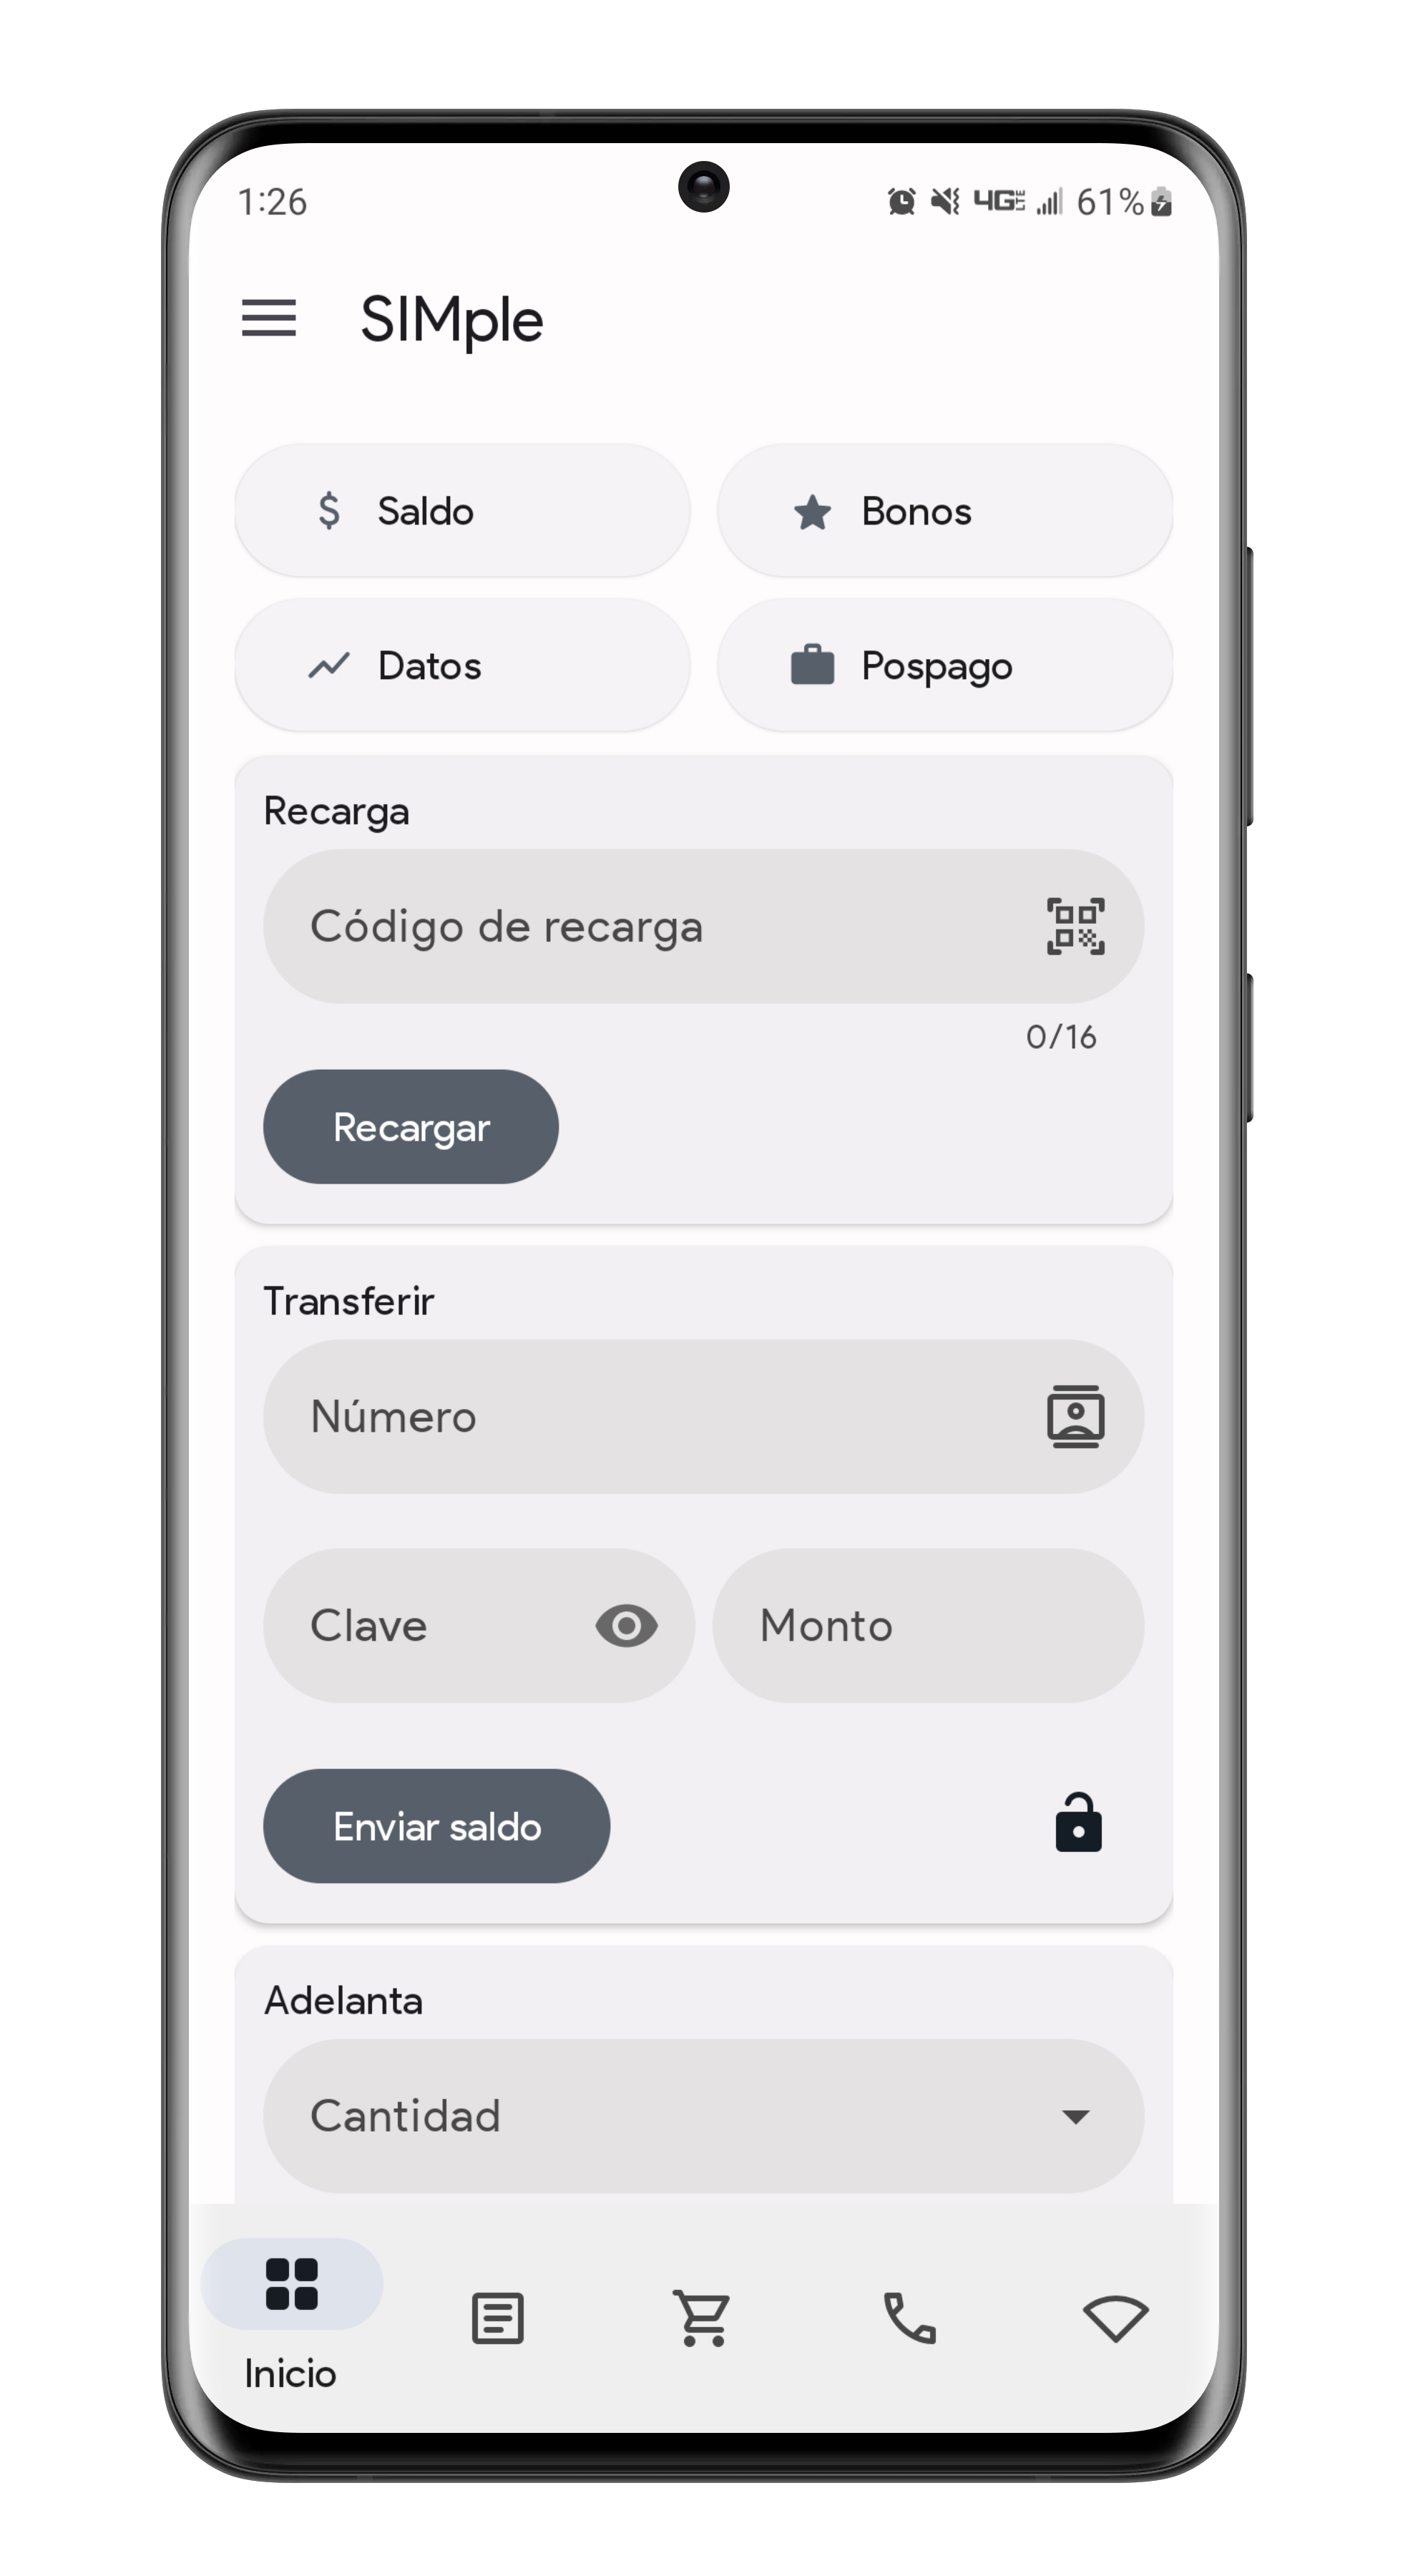 1:26 4G LTE 61%
SIMple
$ Saldo
Bonos
Datos
Pospago
Recarga
Código de recarga
0/16
Recargar
Transferir
Número
Clave
Monto
Enviar saldo
Adelanta
Cantidad
Inicio